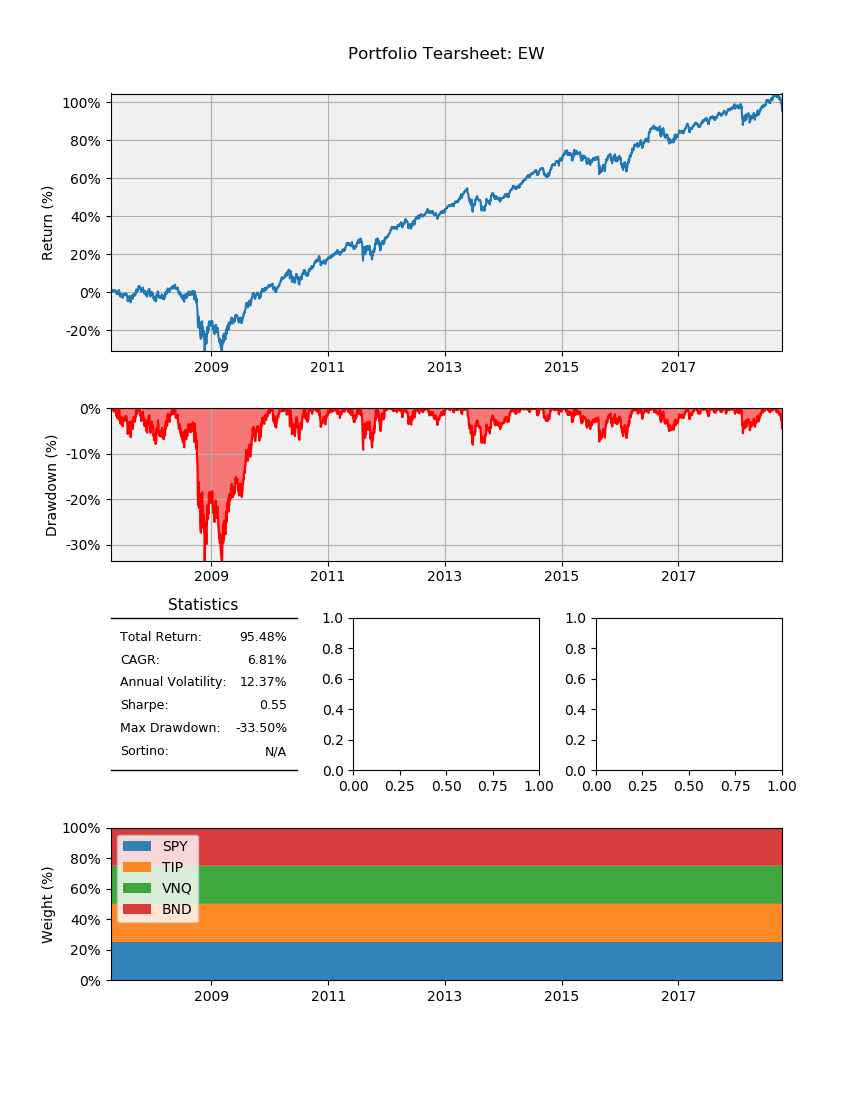 Portfolio Tearsheet: EW
100%
80%
60%
40%
20%
0%
-20%
Return (%)
2009 2011 2013 2015 2017
0%
-10%
-20%
-30%
Drawdown (%)
2009 2011 2013 2015 2017
Statistics
Total Return: 95.48%
CAGR: 6.81%
Annual Volatility: 12.37%
Sharpe: 0.55
Max Drawdown: -33.50%
Sortino: N/A
1.0
0.8
0.6
0.4
0.2
0.0
0.00 0.25 0.50 0.75 1.00
1.0
0.8
0.6
0.4
0.2
0.0
0.00 0.25 0.50 0.75 1.00
100%
80%
60%
40%
20%
0%
Weight (%)
SPY
TIP
VNQ
BND
2009 2011 2013 2015 2017